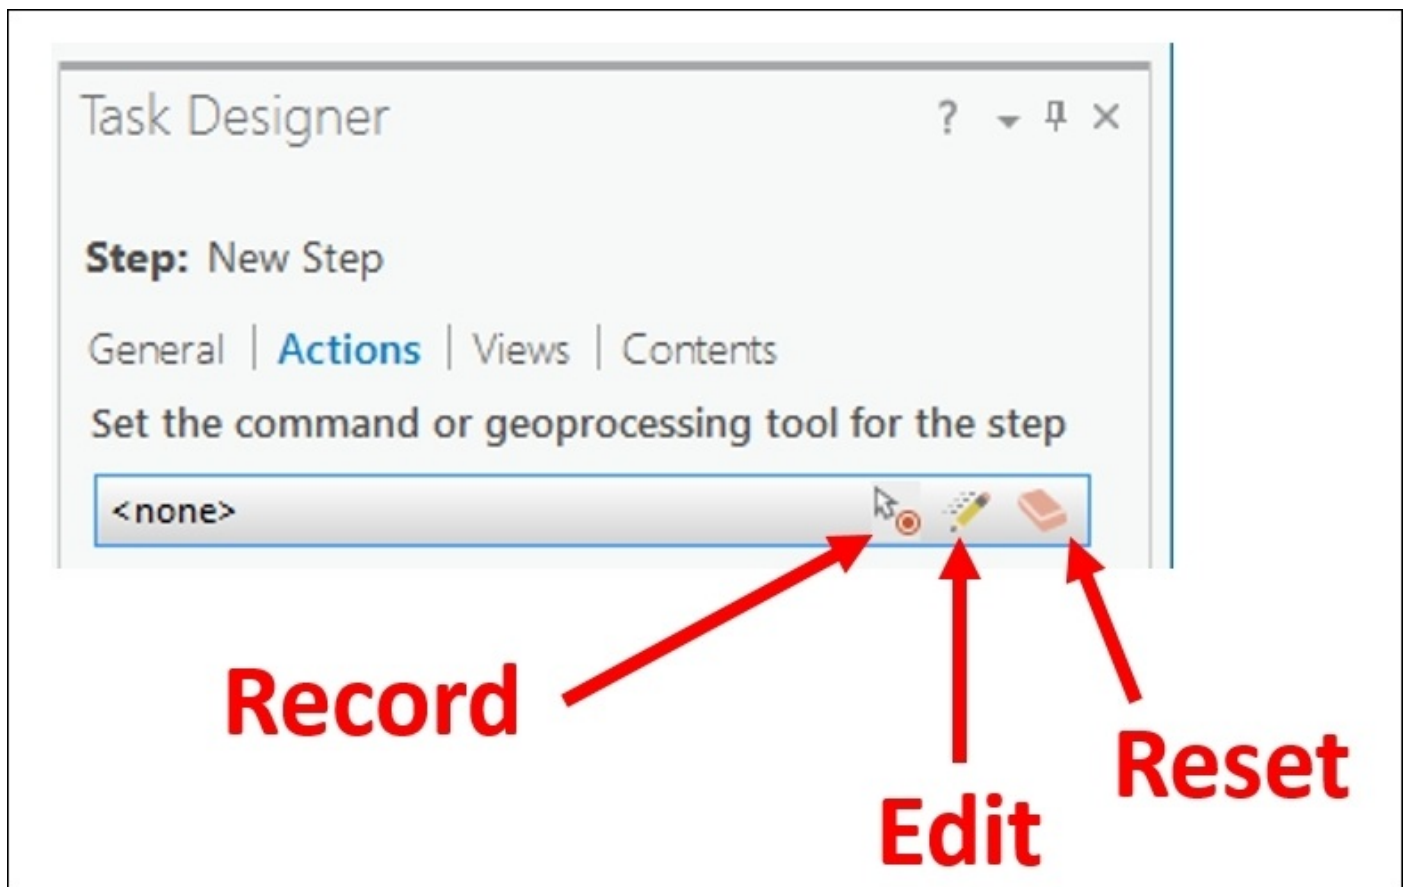 Task Designer ?
Step: New Step
General | Actions | Views | Contents
Set the command or geoprocessing tool for the step
<none>
Record
Reset
Edit